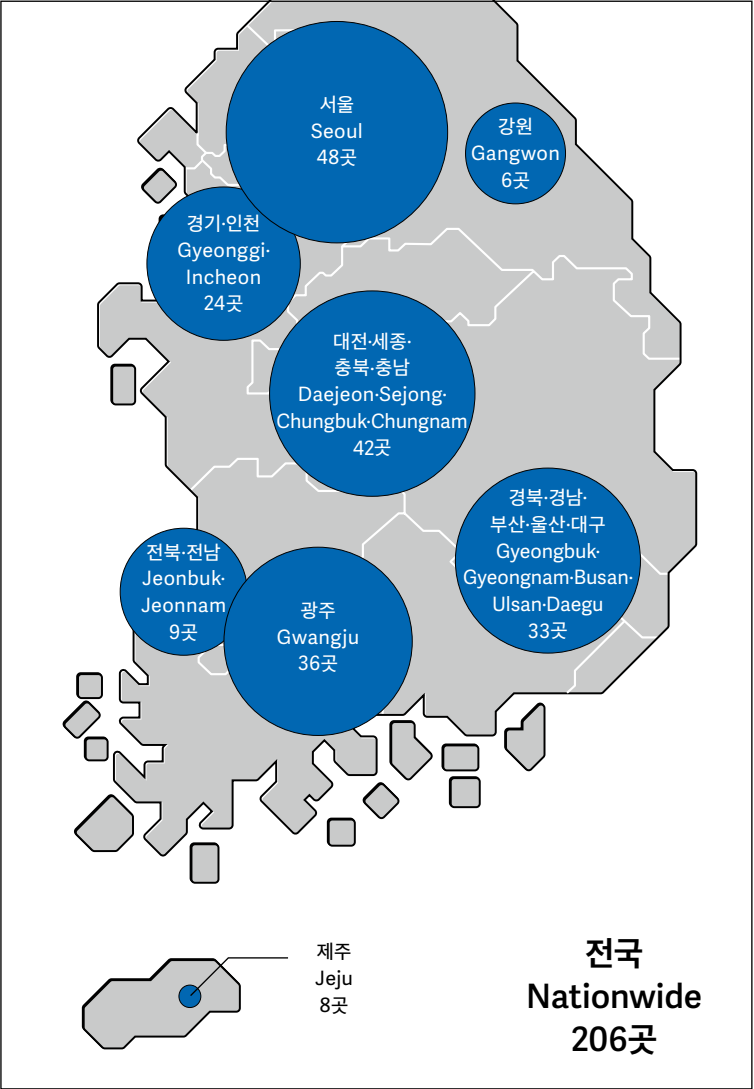 서울
Seoul
48곳
강원
Gangwon
6곳
경기·인천
Gyeonggi·
Incheon
24곳
대전·세종·
충북·충남
Daejeon·Sejong·
Chungbuk·Chungnam
42곳
경북·경남·
부산·울산·대구
Gyeongbuk·
Gyeongnam·Busan·
Ulsan·Daegu
33곳
전북·전남
Jeonbuk·
Jeonnam
9곳
광주
Gwangju
36곳
제주
Jeju
8곳
전국
Nationwide
206곳